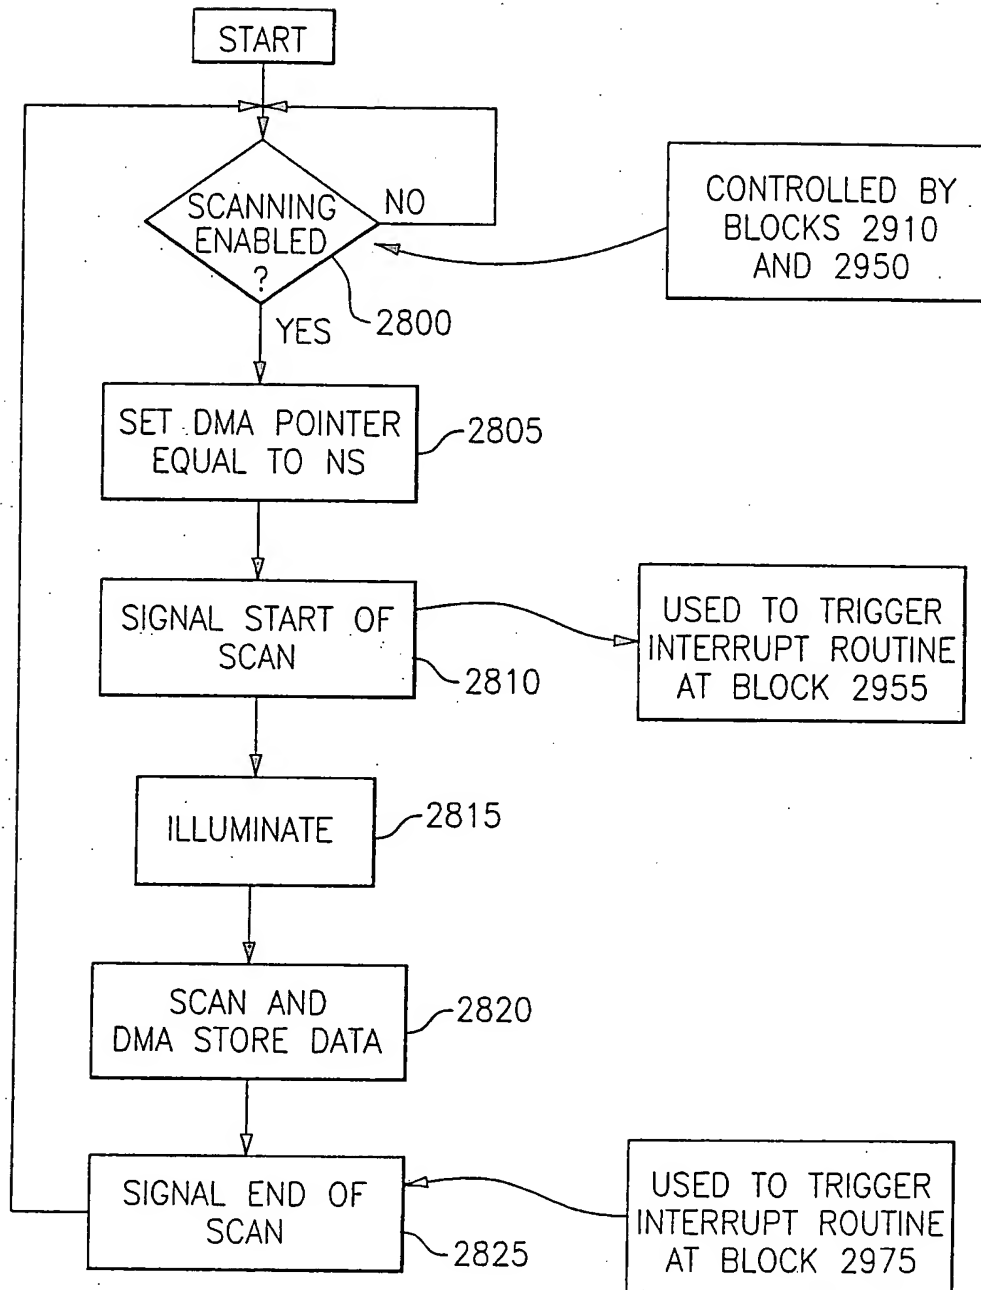 START
SCANNING
ENABLED
?
NO
2800
YES
CONTROLLED BY
BLOCKS 2910
AND 2950
SET DMA POINTER
EQUAL TO NS
2805
SIGNAL START OF
SCAN
2810
USED TO TRIGGER
INTERRUPT ROUTINE
AT BLOCK 2955
ILLUMINATE
2815
SCAN AND
DMA STORE DATA
2820
SIGNAL END OF
SCAN
2825
USED TO TRIGGER
INTERRUPT ROUTINE
AT BLOCK 2975